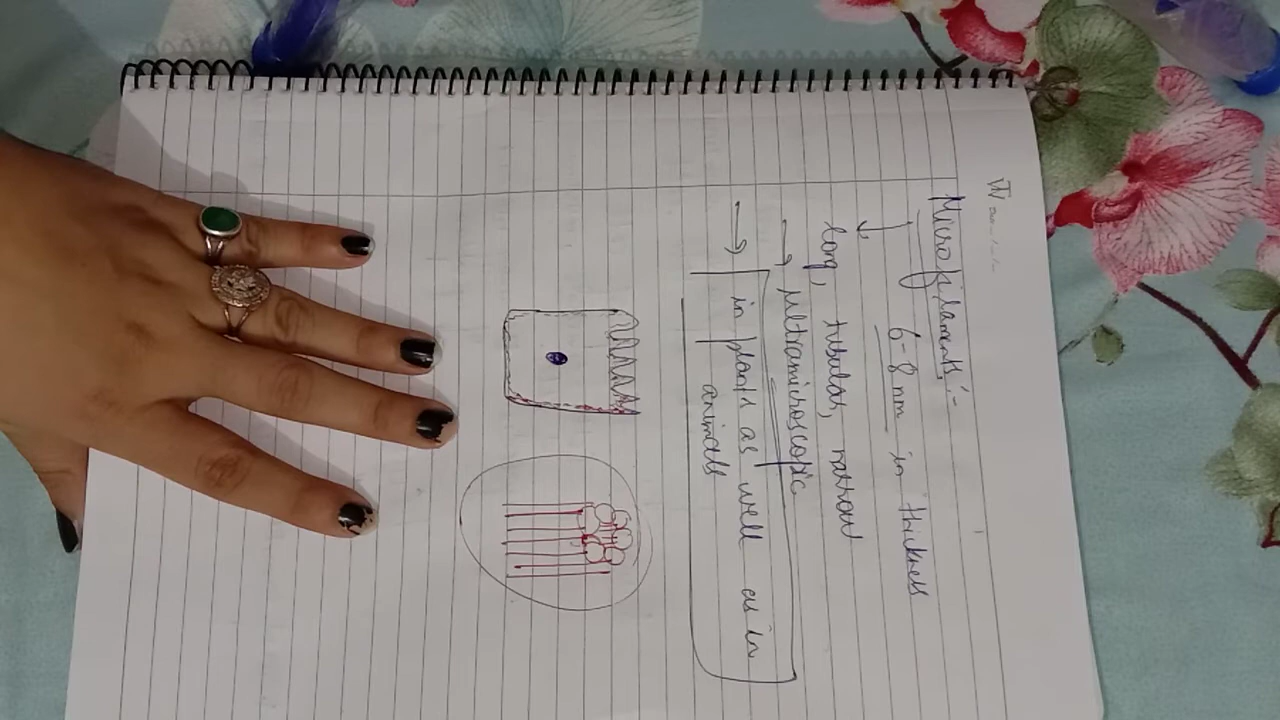 Microfilaments:-
6-8 nm in thickness
long, tubular, narrow
→ ultramicroscopic
→ in plants as well as in
animals